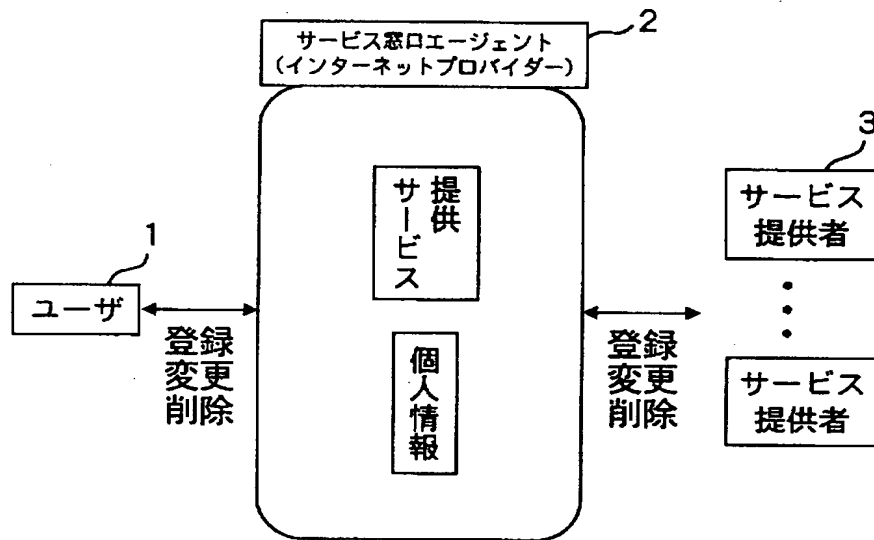 サービス窓口エージェント
(インターネットプロバイダー)
2
提供
サービス
個人情報
1
ユーザ
登録
変更
削除
登録
変更
削除
3
サービス
提供者
サービス
提供者